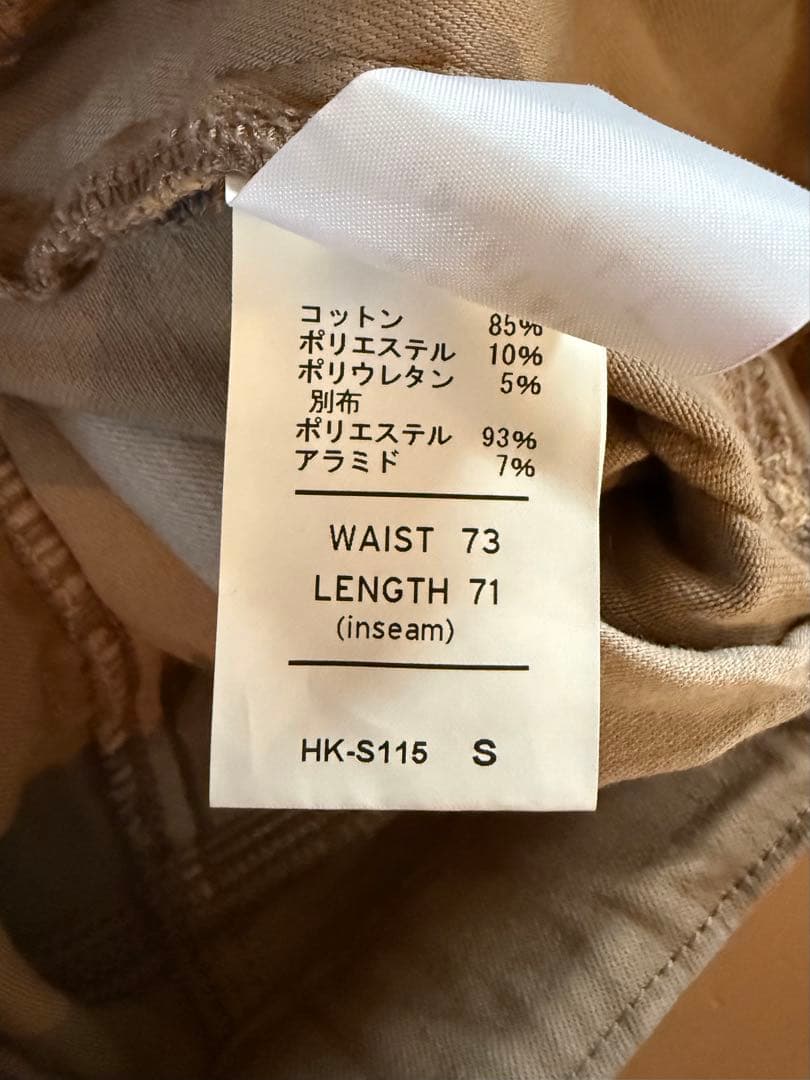 コットン 85%
ポリエステル 10%
ポリウレタン 5%
別布
ポリエステル 93%
アラミド 7%
WAIST 73
LENGTH 71
(inseam)
HK-S115 S